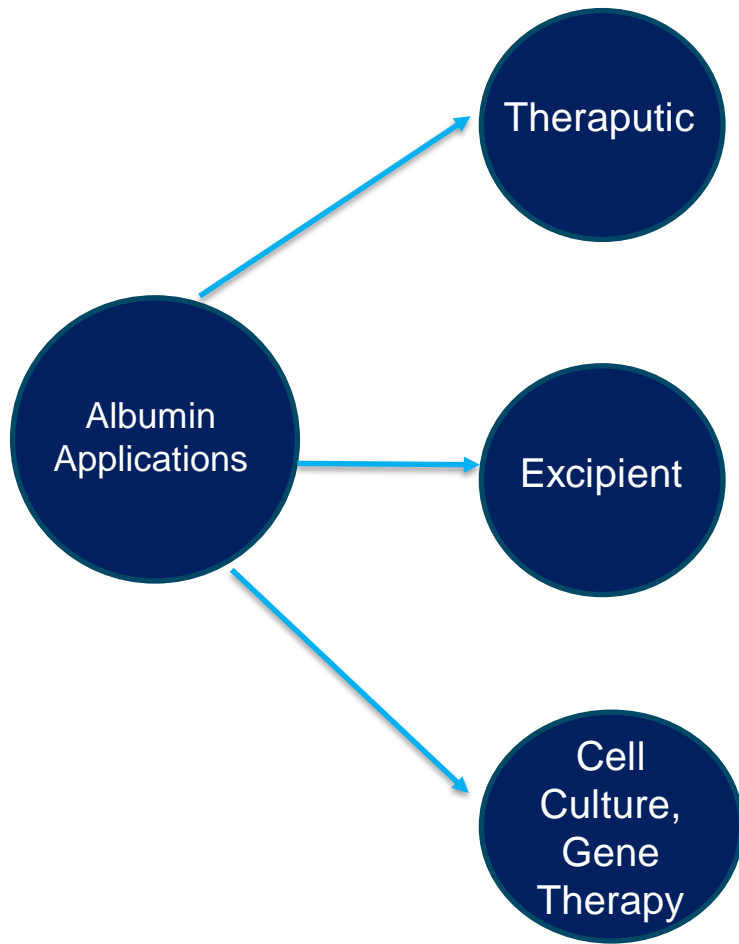 Theraputic
Albumin
Applications
Excipient
Cell
Culture,
Gene
Therapy